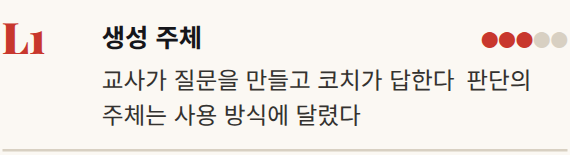 L1 생성 주체
교사가 질문을 만들고 코치가 답한다 판단의
주체는 사용 방식에 달렸다